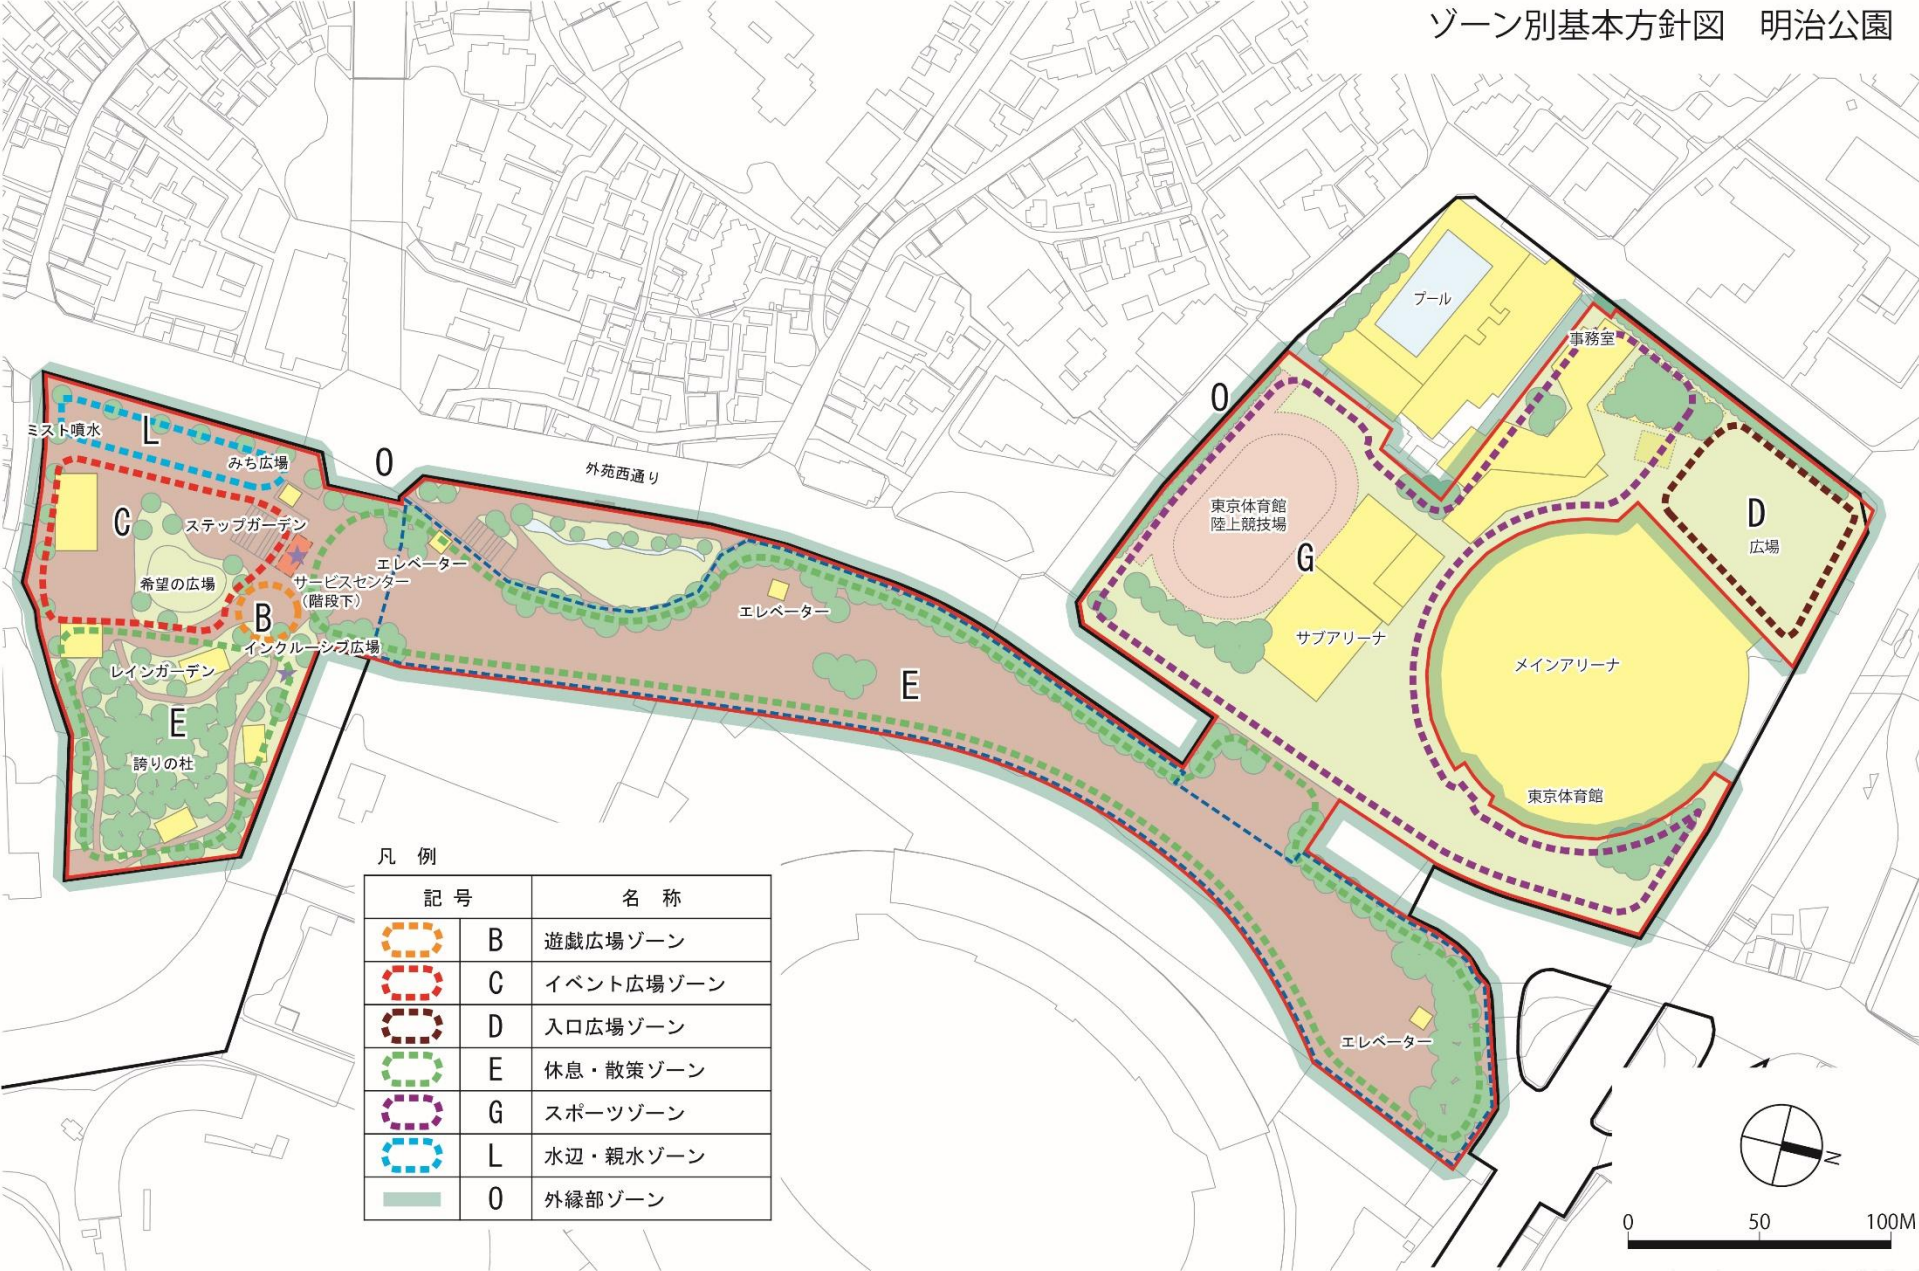 ゾーン別基本方針図　明治公園
プール
事務室
O
L
ミスト噴水
みち広場
O
外苑西通り
C
ステップガーデン
エレベーター
東京体育館
陸上競技場
D
広場
G
希望の広場
サービスセンター
(階段下)
B
エレベーター
インクルーシブ広場
サブアリーナ
メインアリーナ
レインガーデン
E
E
誇りの杜
東京体育館
エレベーター
凡　例
記 号　名　称
B　遊戯広場ゾーン
C　イベント広場ゾーン
D　入口広場ゾーン
E　休息・散策ゾーン
G　スポーツゾーン
L　水辺・親水ゾーン
O　外縁部ゾーン
N
0　50　100M